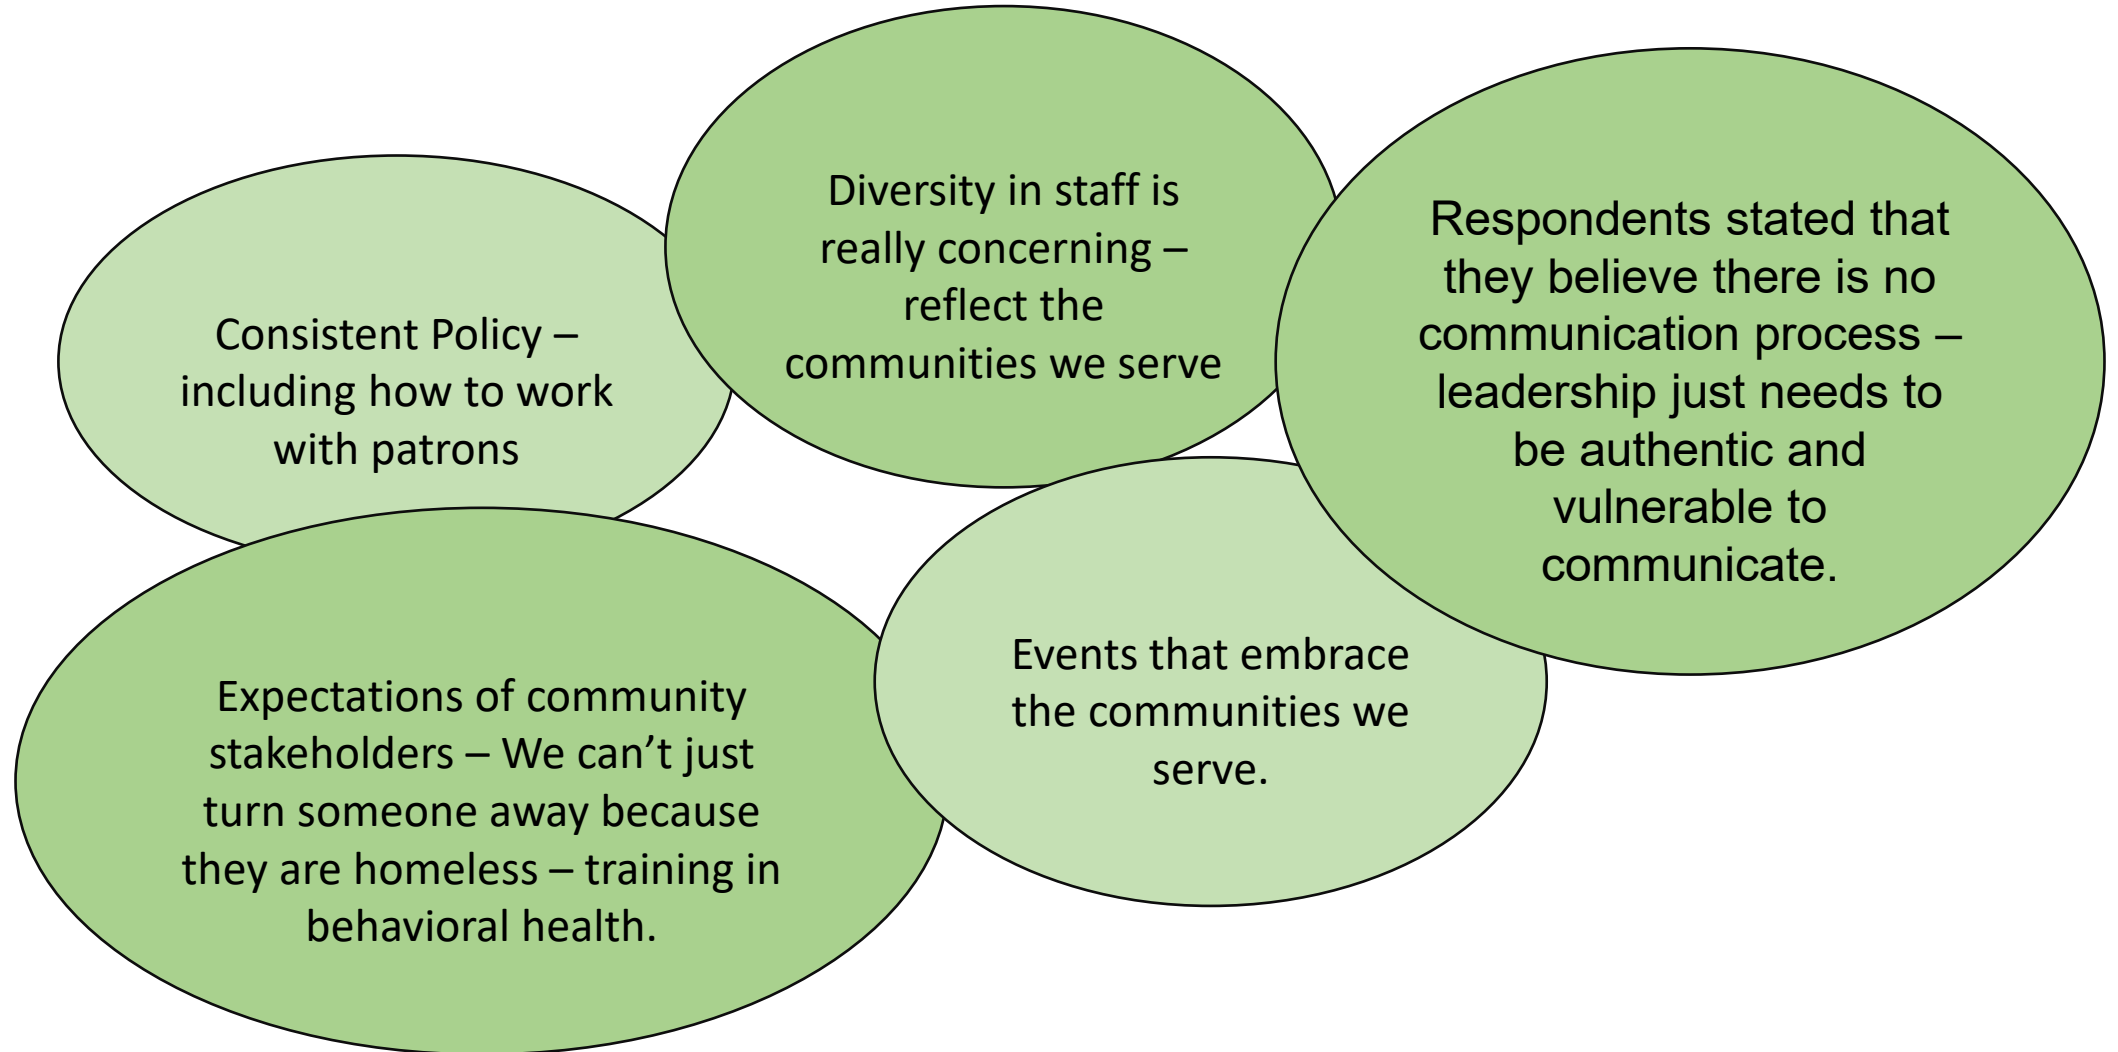 Consistent Policy –
including how to work
with patrons
Diversity in staff is
really concerning –
reflect the
communities we serve
Respondents stated that
they believe there is no
communication process –
leadership just needs to
be authentic and
vulnerable to
communicate.
Expectations of community
stakeholders – We can’t just
turn someone away because
they are homeless – training in
behavioral health.
Events that embrace
the communities we
serve.